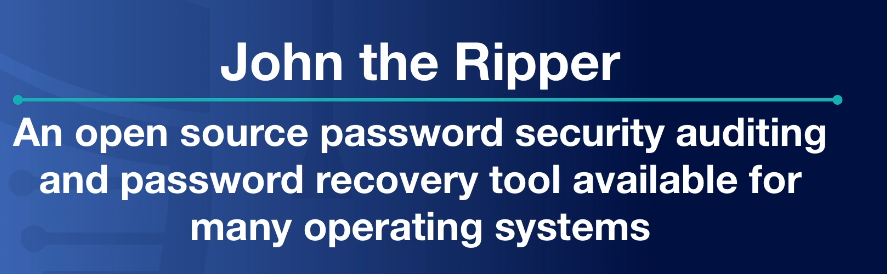 John the Ripper
An open source password security auditing
and password recovery tool available for
many operating systems